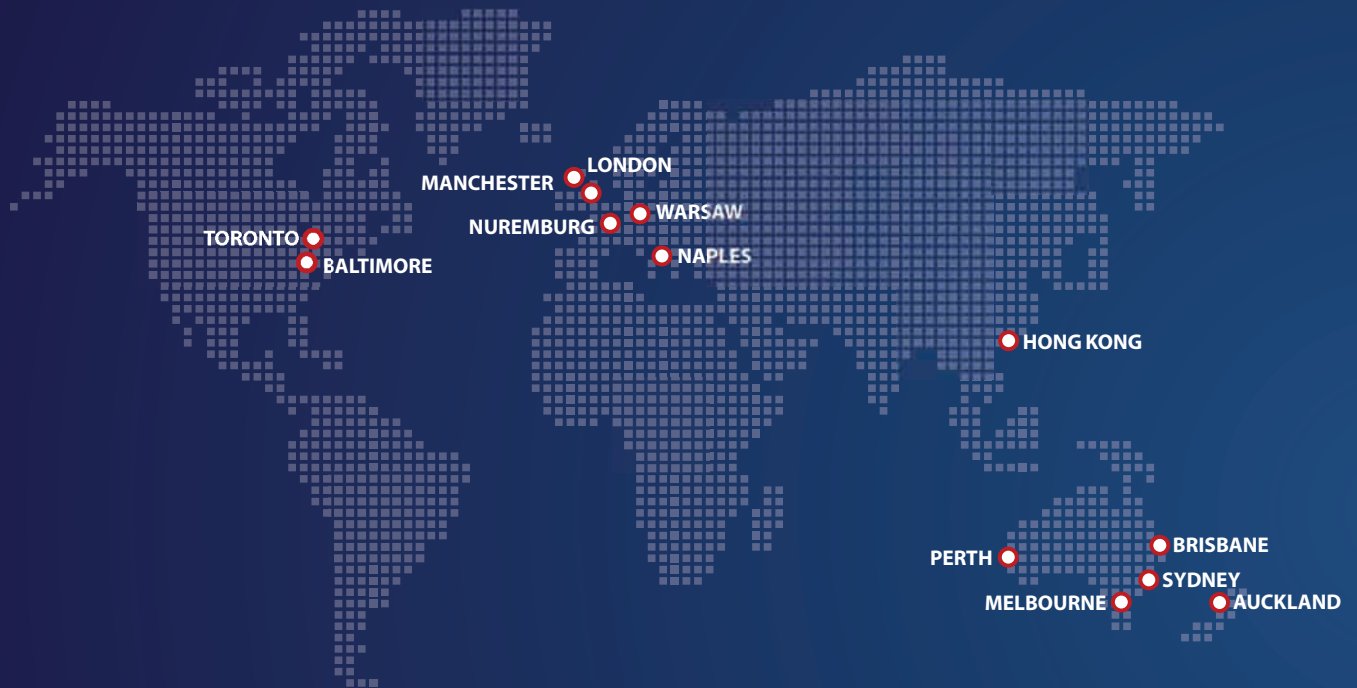 LONDON
MANCHESTER
WARSAW
NUREMBURG
TORONTO
NAPLES
BALTIMORE
HONG KONG
BRISBANE
PERTH
SYDNEY
MELBOURNE
AUCKLAND